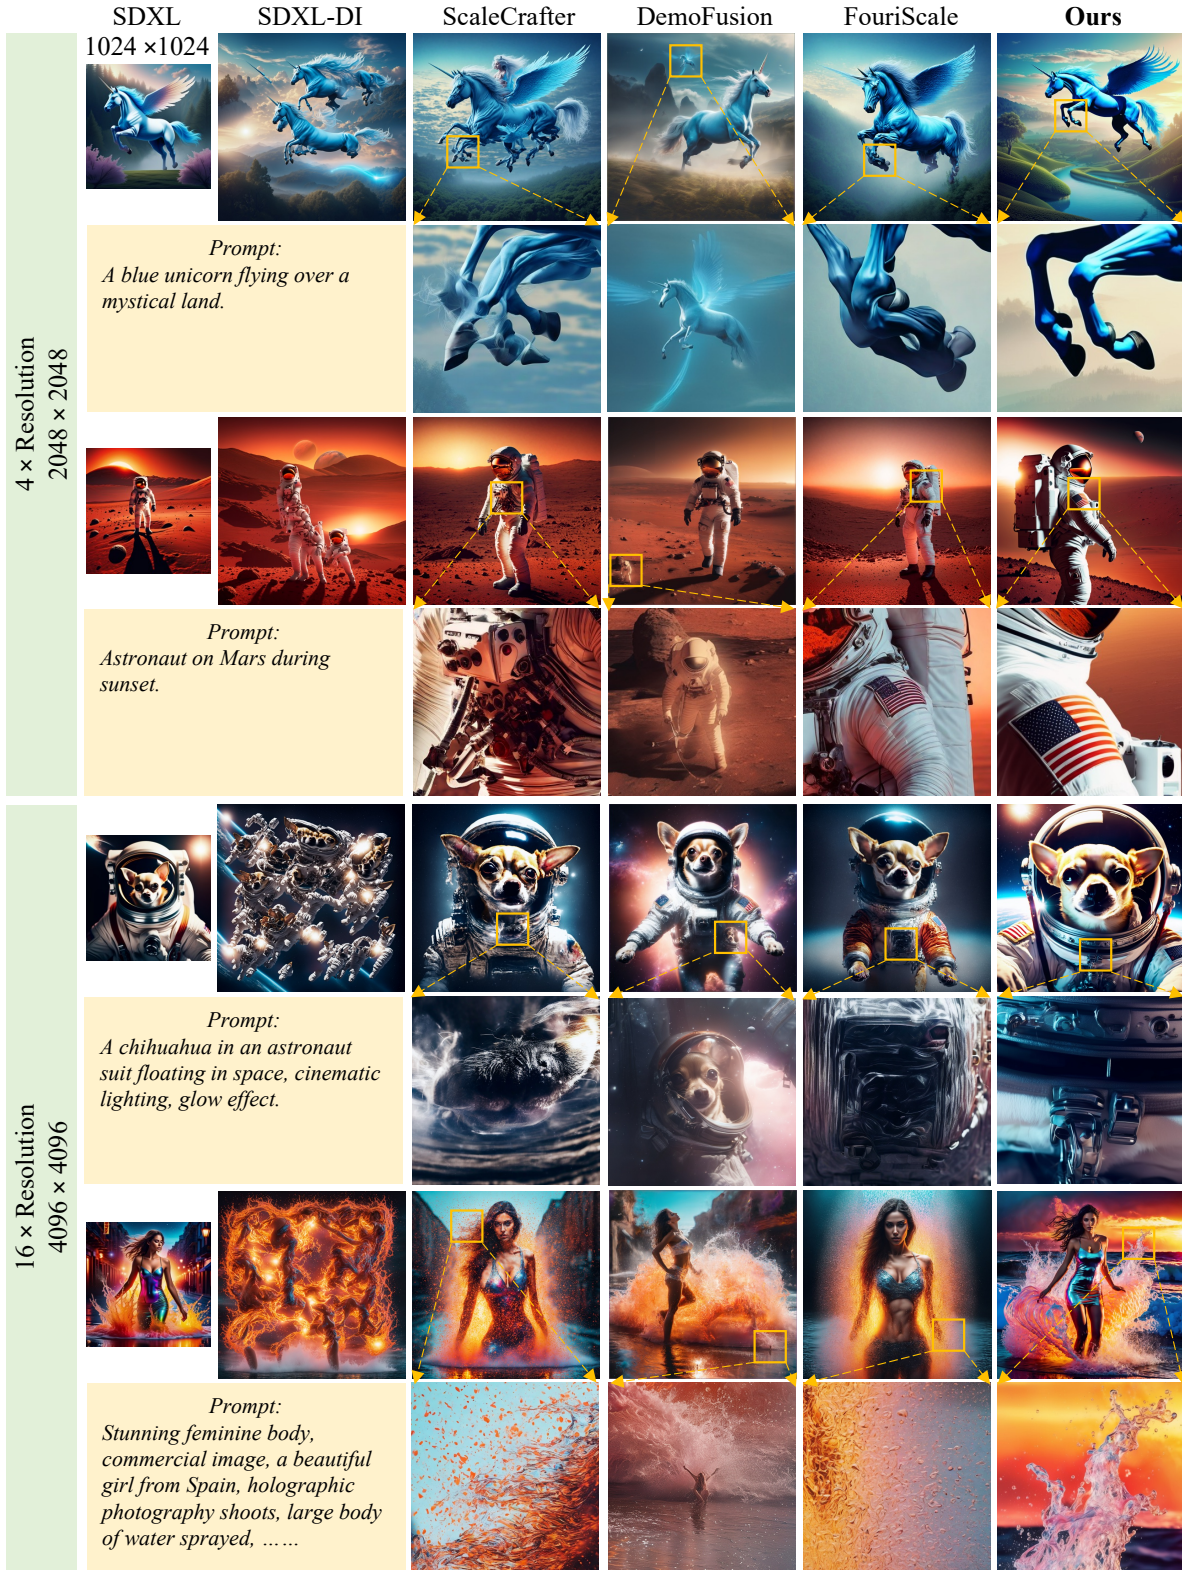 SDXL
1024 ×1024
SDXL-DI
ScaleCrafter
DemoFusion
FouriScale
Ours
4 × Resolution
2048 × 2048
Prompt:
A blue unicorn flying over a
mystical land.
Prompt:
Astronaut on Mars during
sunset.
16 × Resolution
4096 × 4096
Prompt:
A chihuahua in an astronaut
suit floating in space, cinematic
lighting, glow effect.
Prompt:
Stunning feminine body,
commercial image, a beautiful
girl from Spain, holographic
photography shoots, large body
of water sprayed, ……